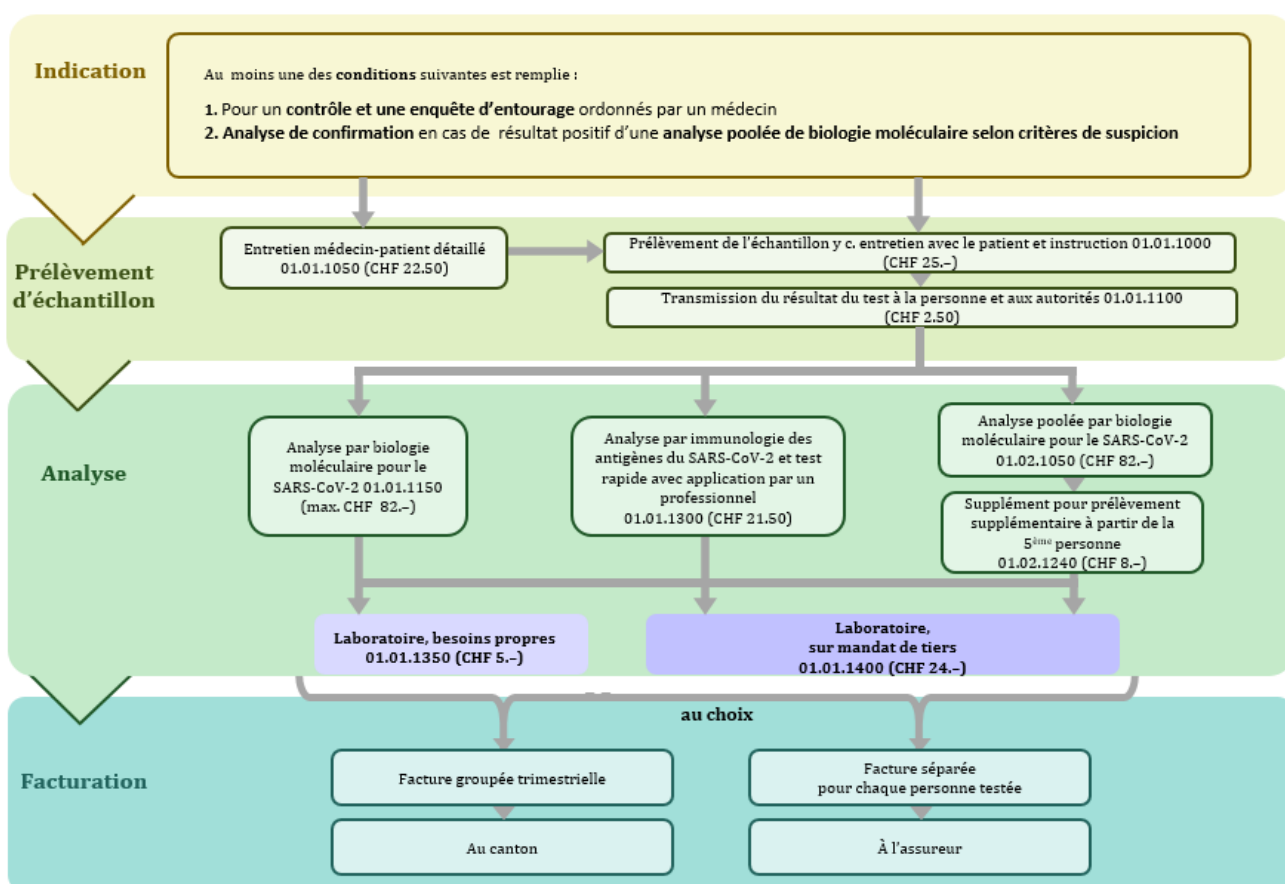 Indication
Au moins une des conditions suivantes est remplie :
1. Pour un contrôle et une enquête d'entourage ordonnés par un médecin
2. Analyse de confirmation en cas de résultat positif d'une analyse poolée de biologie moléculaire selon critères de suspicion
Prélèvement
d'échantillon
Entretien médecin-patient détaillé
01.01.1050 (CHF 22.50)
Prélèvement de l'échantillon y c. entretien avec le patient et instruction 01.01.1000
(CHF 25.–)
Transmission du résultat du test à la personne et aux autorités 01.01.1100
(CHF 2.50)
Analyse
Analyse par biologie
moléculaire pour le
SARS-CoV-2 01.01.1150
(max. CHF 82.–)
Analyse par immunologie des
antigènes du SARS-CoV-2 et test
rapide avec application par un
professionnel
01.01.1300 (CHF 21.50)
Analyse poolée par biologie
moléculaire pour le SARS-CoV-2
01.02.1050 (CHF 82.–)
Supplément pour prélèvement
supplémentaire à partir de la
5ème personne
01.02.1240 (CHF 8.–)
Laboratoire, besoins propres
01.01.1350 (CHF 5.–)
Laboratoire,
sur mandat de tiers
01.01.1400 (CHF 24.–)
au choix
Facturation
Facture groupée trimestrielle
Facture séparée
pour chaque personne testée
Au canton
À l'assureur